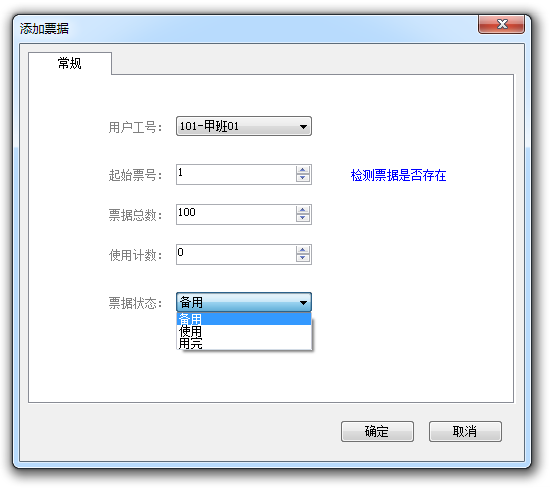 添加票据
常规
用户工号： 101-甲班01
起始票号： 1 检测票据是否存在
票据总数： 100
使用计数： 0
票据状态： 备用
备用
使用
用完
确定 取消